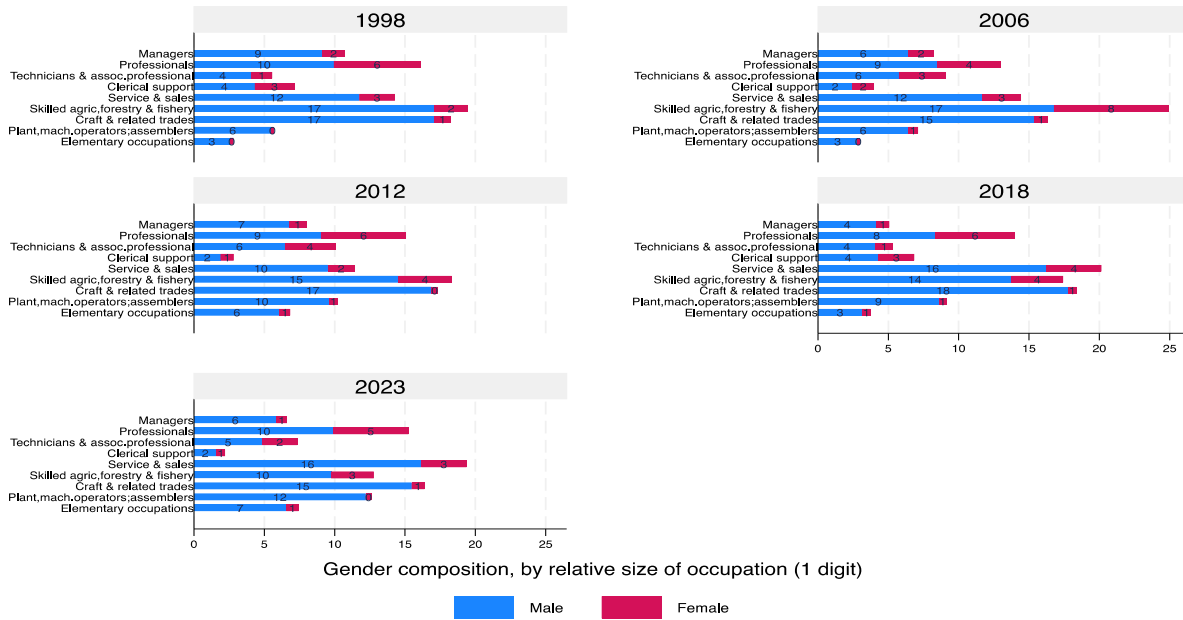 1998
Managers 9 2
Professionals 10 6
Technicians & assoc.professional 4 1
Clerical support 4 3
Service & sales 12 3
Skilled agric,forestry & fishery 17 2
Craft & related trades 17 1
Plant,mach.operators;assemblers 6 0
Elementary occupations 3 0
2006
Managers 6 2
Professionals 9 4
Technicians & assoc.professional 6 3
Clerical support 2 2
Service & sales 12 3
Skilled agric,forestry & fishery 17 8
Craft & related trades 15 1
Plant,mach.operators;assemblers 6 1
Elementary occupations 3 0
2012
Managers 7 1
Professionals 9 6
Technicians & assoc.professional 6 4
Clerical support 2 1
Service & sales 10 2
Skilled agric,forestry & fishery 15 4
Craft & related trades 17 0
Plant,mach.operators;assemblers 10 1
Elementary occupations 6 1
2018
Managers 4 1
Professionals 8 6
Technicians & assoc.professional 4 1
Clerical support 4 3
Service & sales 16 4
Skilled agric,forestry & fishery 14 4
Craft & related trades 18 1
Plant,mach.operators;assemblers 9 1
Elementary occupations 3 1
0 5 10 15 20 25
2023
Managers 6 1
Professionals 10 5
Technicians & assoc.professional 5 2
Clerical support 2 1
Service & sales 16 3
Skilled agric,forestry & fishery 10 3
Craft & related trades 15 1
Plant,mach.operators;assemblers 12 0
Elementary occupations 7 1
0 5 10 15 20 25
Gender composition, by relative size of occupation (1 digit)
Male Female